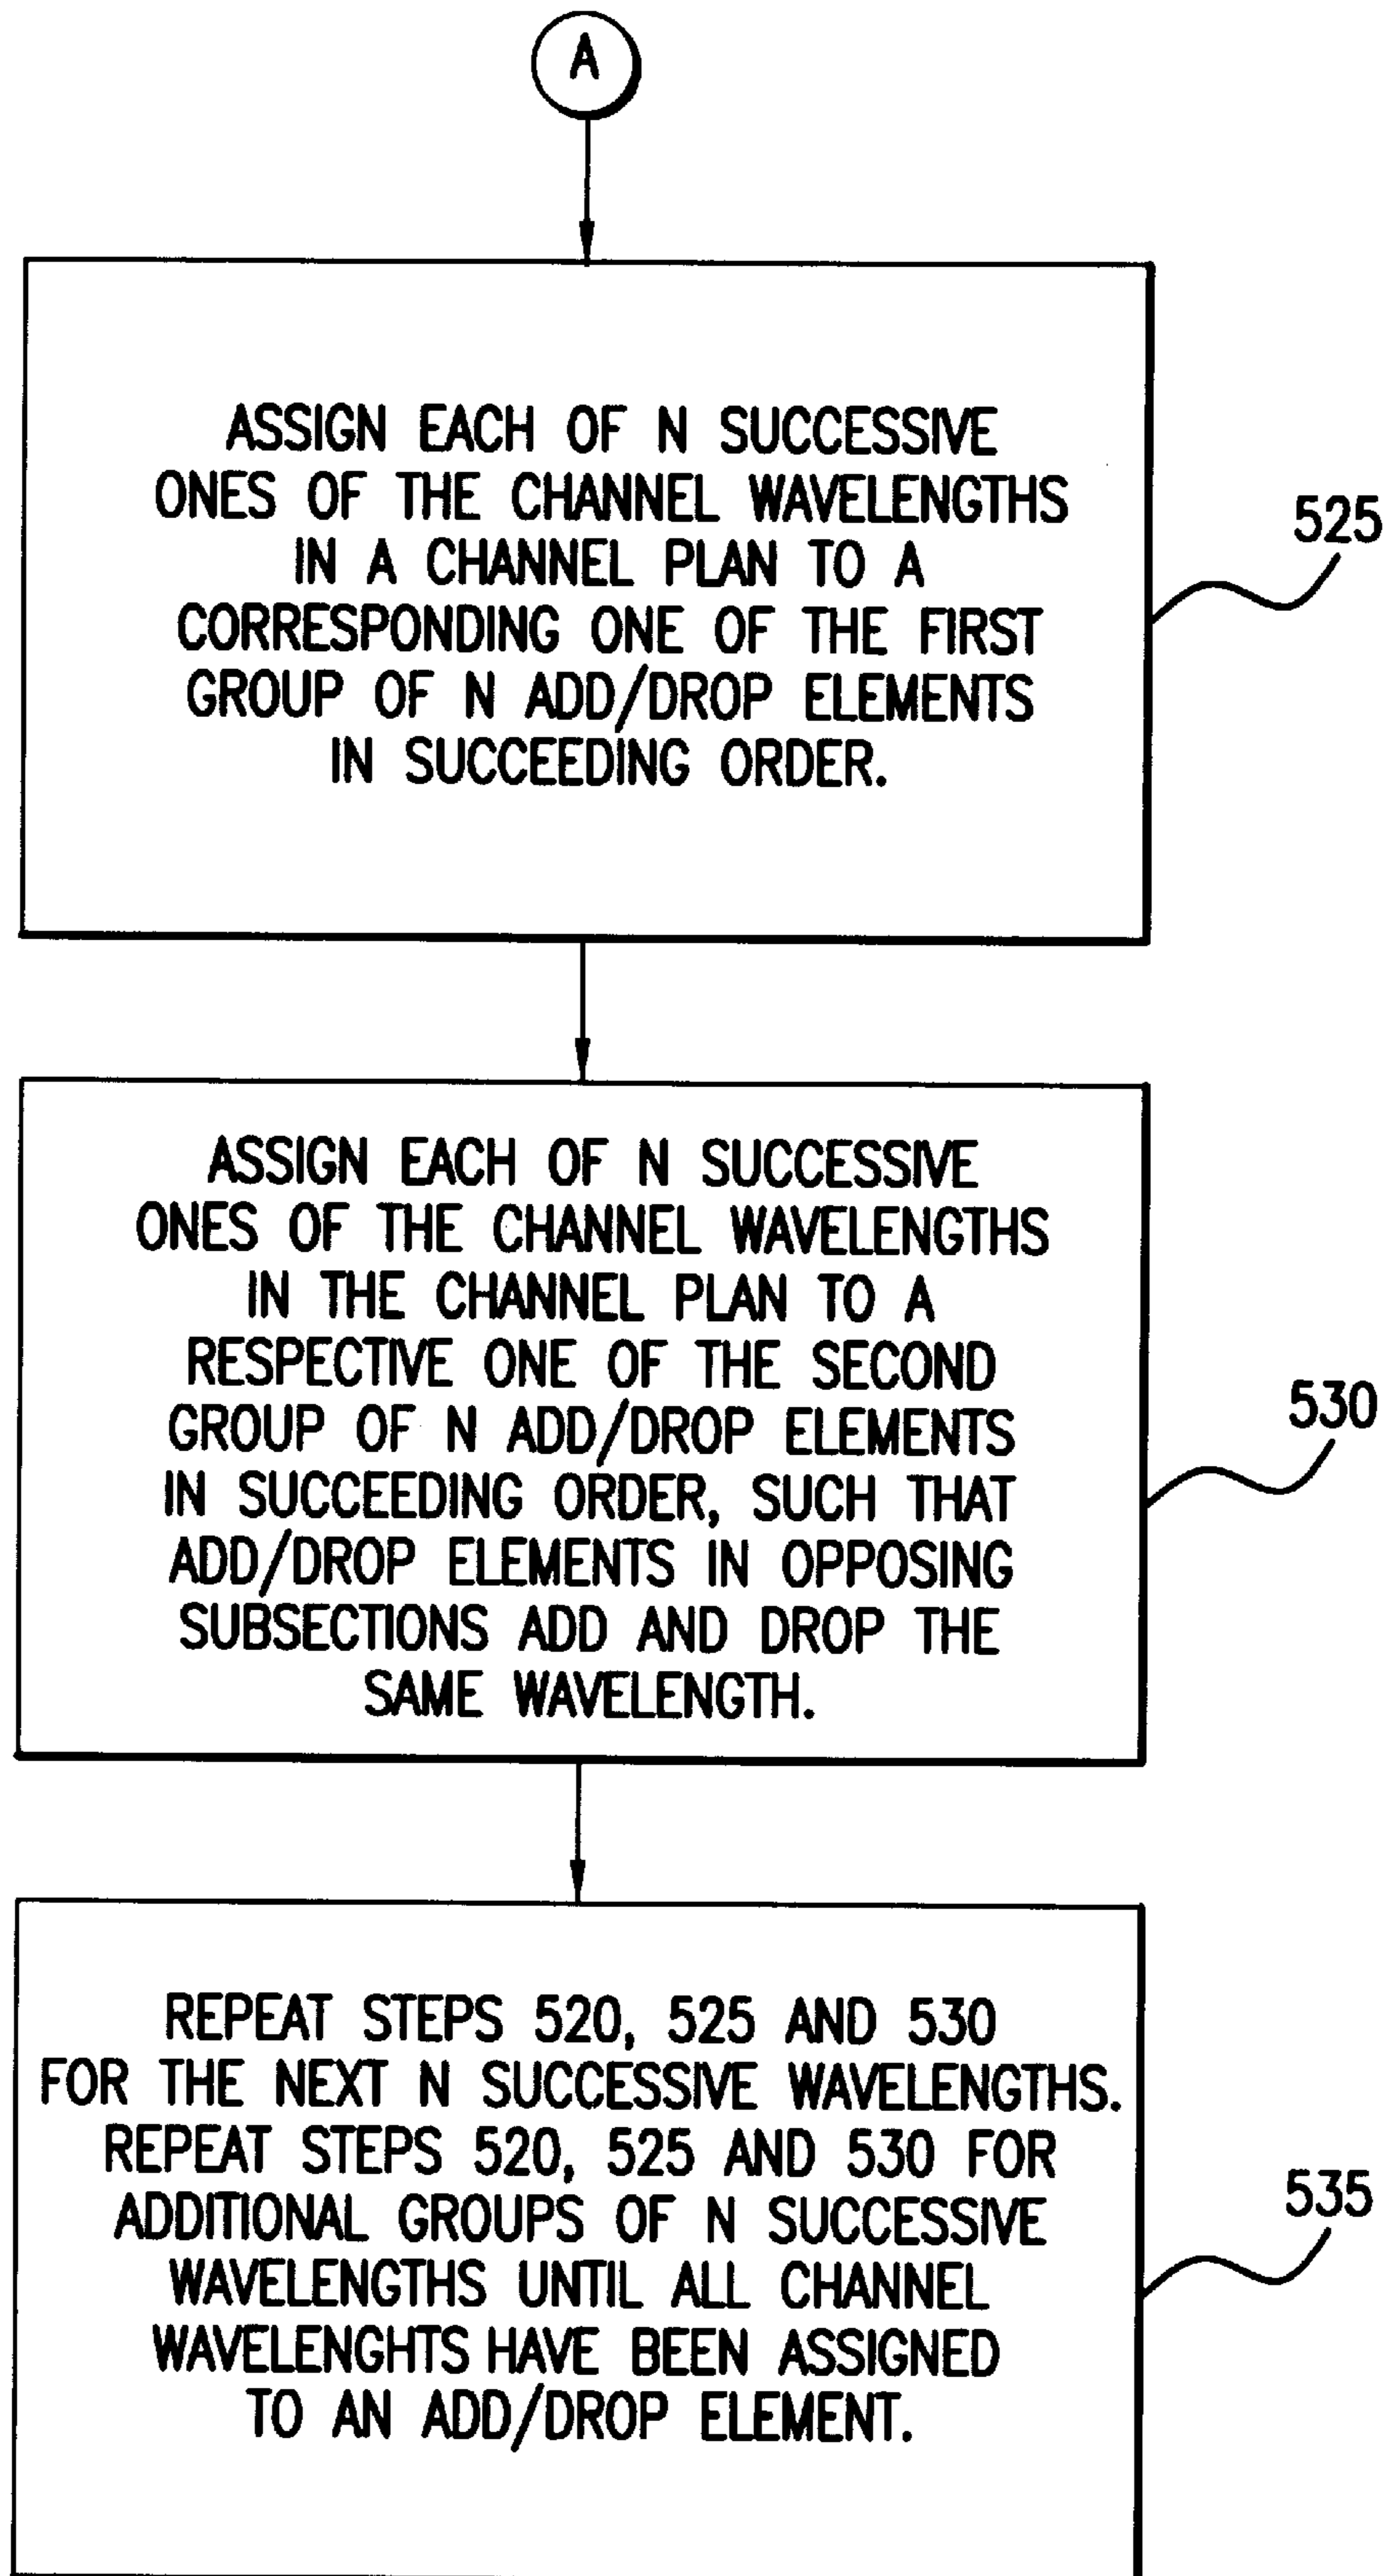 A
ASSIGN EACH OF N SUCCESSIVE
ONES OF THE CHANNEL WAVELENGTHS
IN A CHANNEL PLAN TO A
CORRESPONDING ONE OF THE FIRST
GROUP OF N ADD/DROP ELEMENTS
IN SUCCEEDING ORDER.
525
ASSIGN EACH OF N SUCCESSIVE
ONES OF THE CHANNEL WAVELENGTHS
IN THE CHANNEL PLAN TO A
RESPECTIVE ONE OF THE SECOND
GROUP OF N ADD/DROP ELEMENTS
IN SUCCEEDING ORDER, SUCH THAT
ADD/DROP ELEMENTS IN OPPOSING
SUBSECTIONS ADD AND DROP THE
SAME WAVELENGTH.
530
REPEAT STEPS 520, 525 AND 530
FOR THE NEXT N SUCCESSIVE WAVELENGTHS.
REPEAT STEPS 520, 525 AND 530 FOR
ADDITIONAL GROUPS OF N SUCCESSIVE
WAVELENGTHS UNTIL ALL CHANNEL
WAVELENGHTS HAVE BEEN ASSIGNED
TO AN ADD/DROP ELEMENT.
535